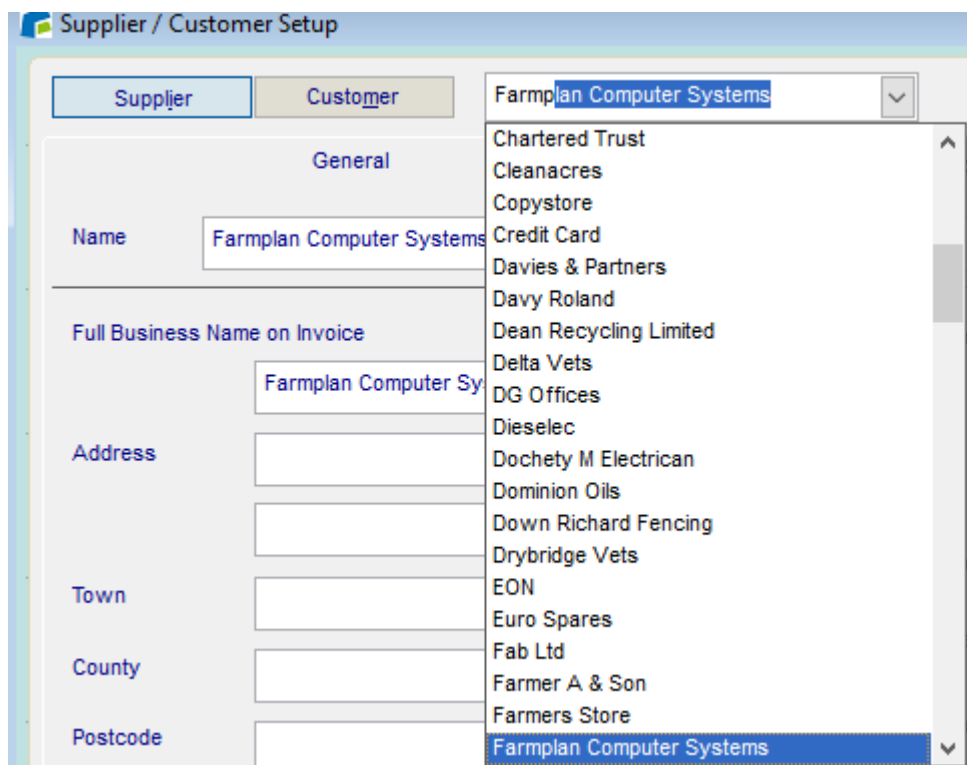 Supplier / Customer Setup
Supplier
Customer
Farmplan Computer Systems
General
Name
Farmplan Computer Systems
Full Business Name on Invoice
Farmplan Computer Sy
Address
Town
County
Postcode
Chartered Trust
Cleanacres
Copystore
Credit Card
Davies & Partners
Davy Roland
Dean Recycling Limited
Delta Vets
DG Offices
Dieselec
Dochety M Electrican
Dominion Oils
Down Richard Fencing
Drybridge Vets
EON
Euro Spares
Fab Ltd
Farmer A & Son
Farmers Store
Farmplan Computer Systems